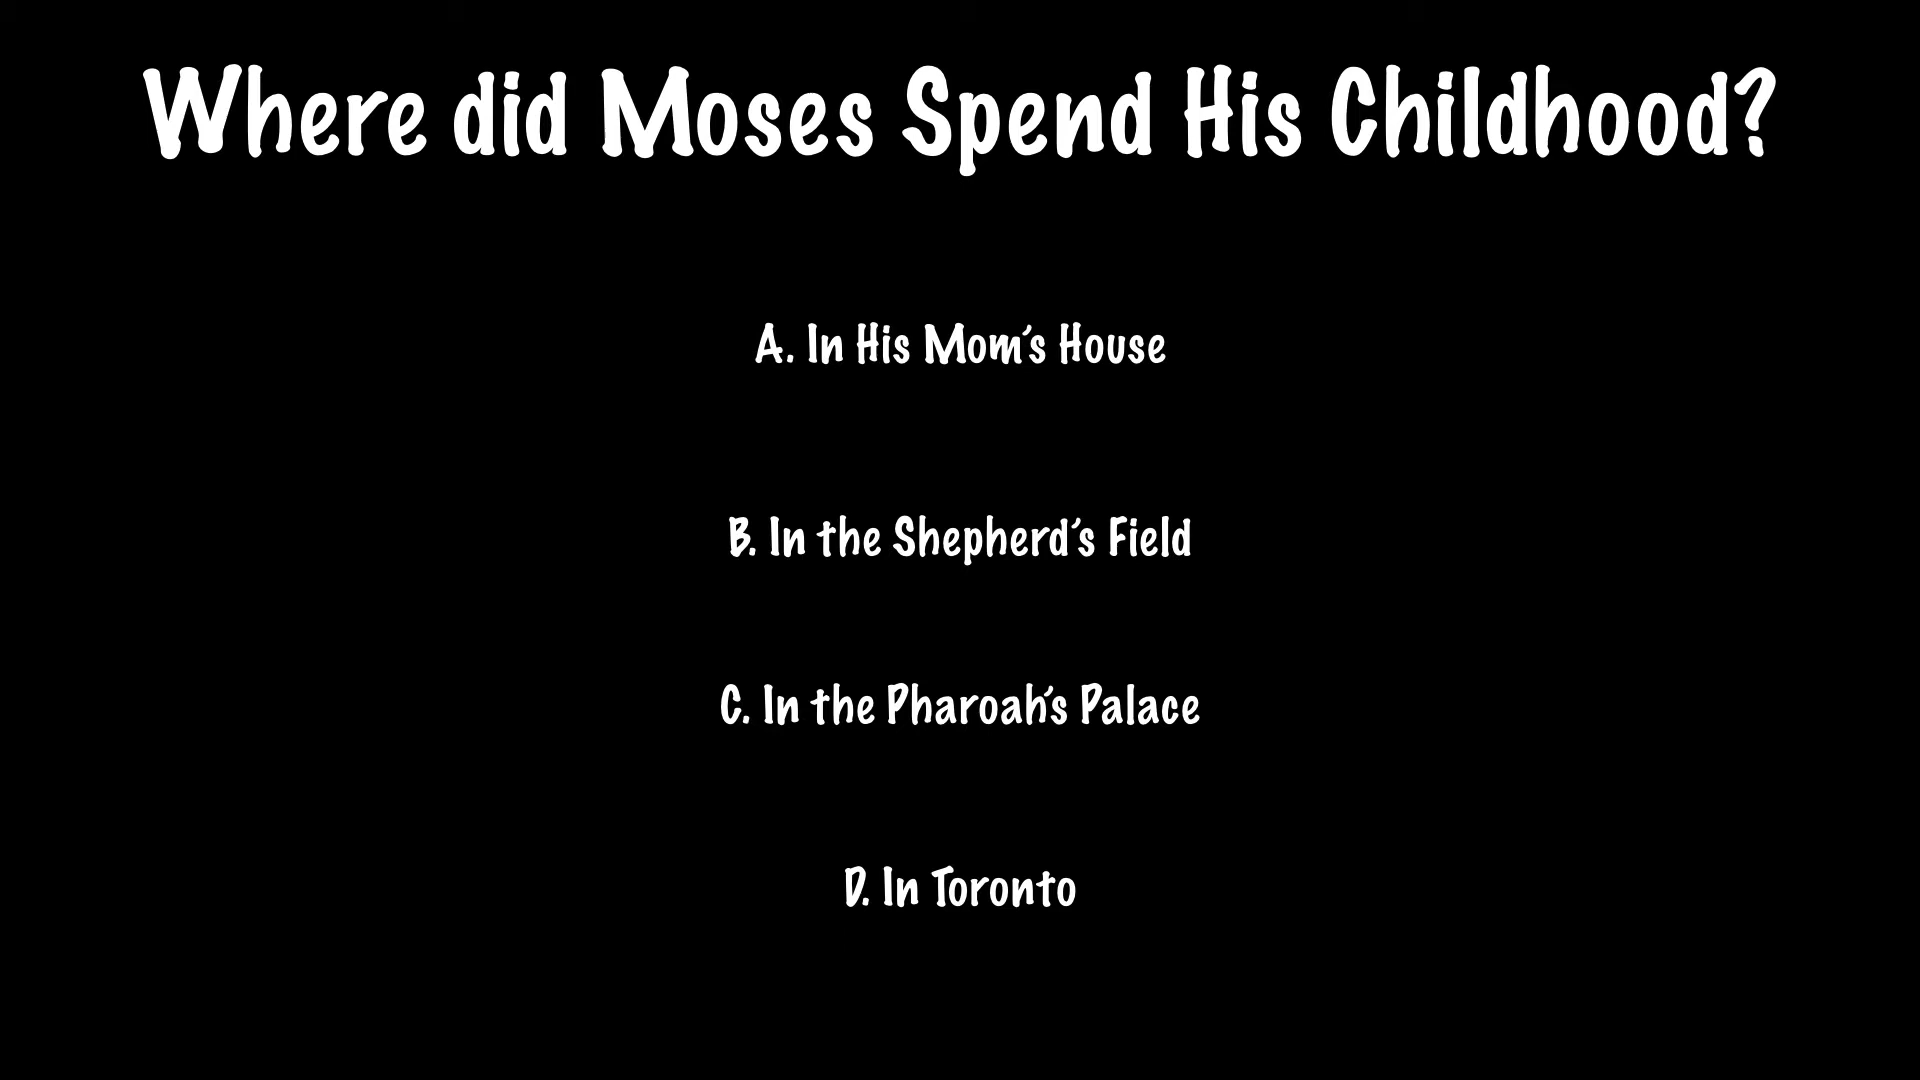 Where did Moses Spend His Childhood?
A. In His Mom's House
B. In the Shepherd's Field
C. In the Pharoah's Palace
D. In Toronto